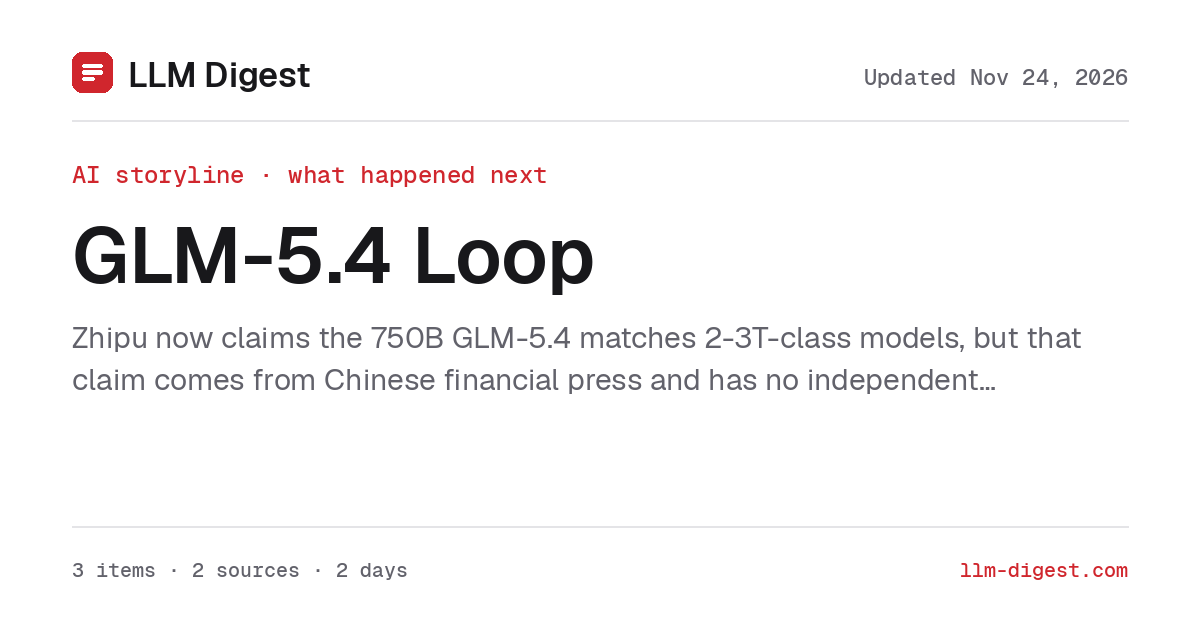 LLM Digest
Updated Nov 24, 2026
AI storyline · what happened next
GLM-5.4 Loop
Zhipu now claims the 750B GLM-5.4 matches 2-3T-class models, but that
claim comes from Chinese financial press and has no independent…
3 items · 2 sources · 2 days
llm-digest.com